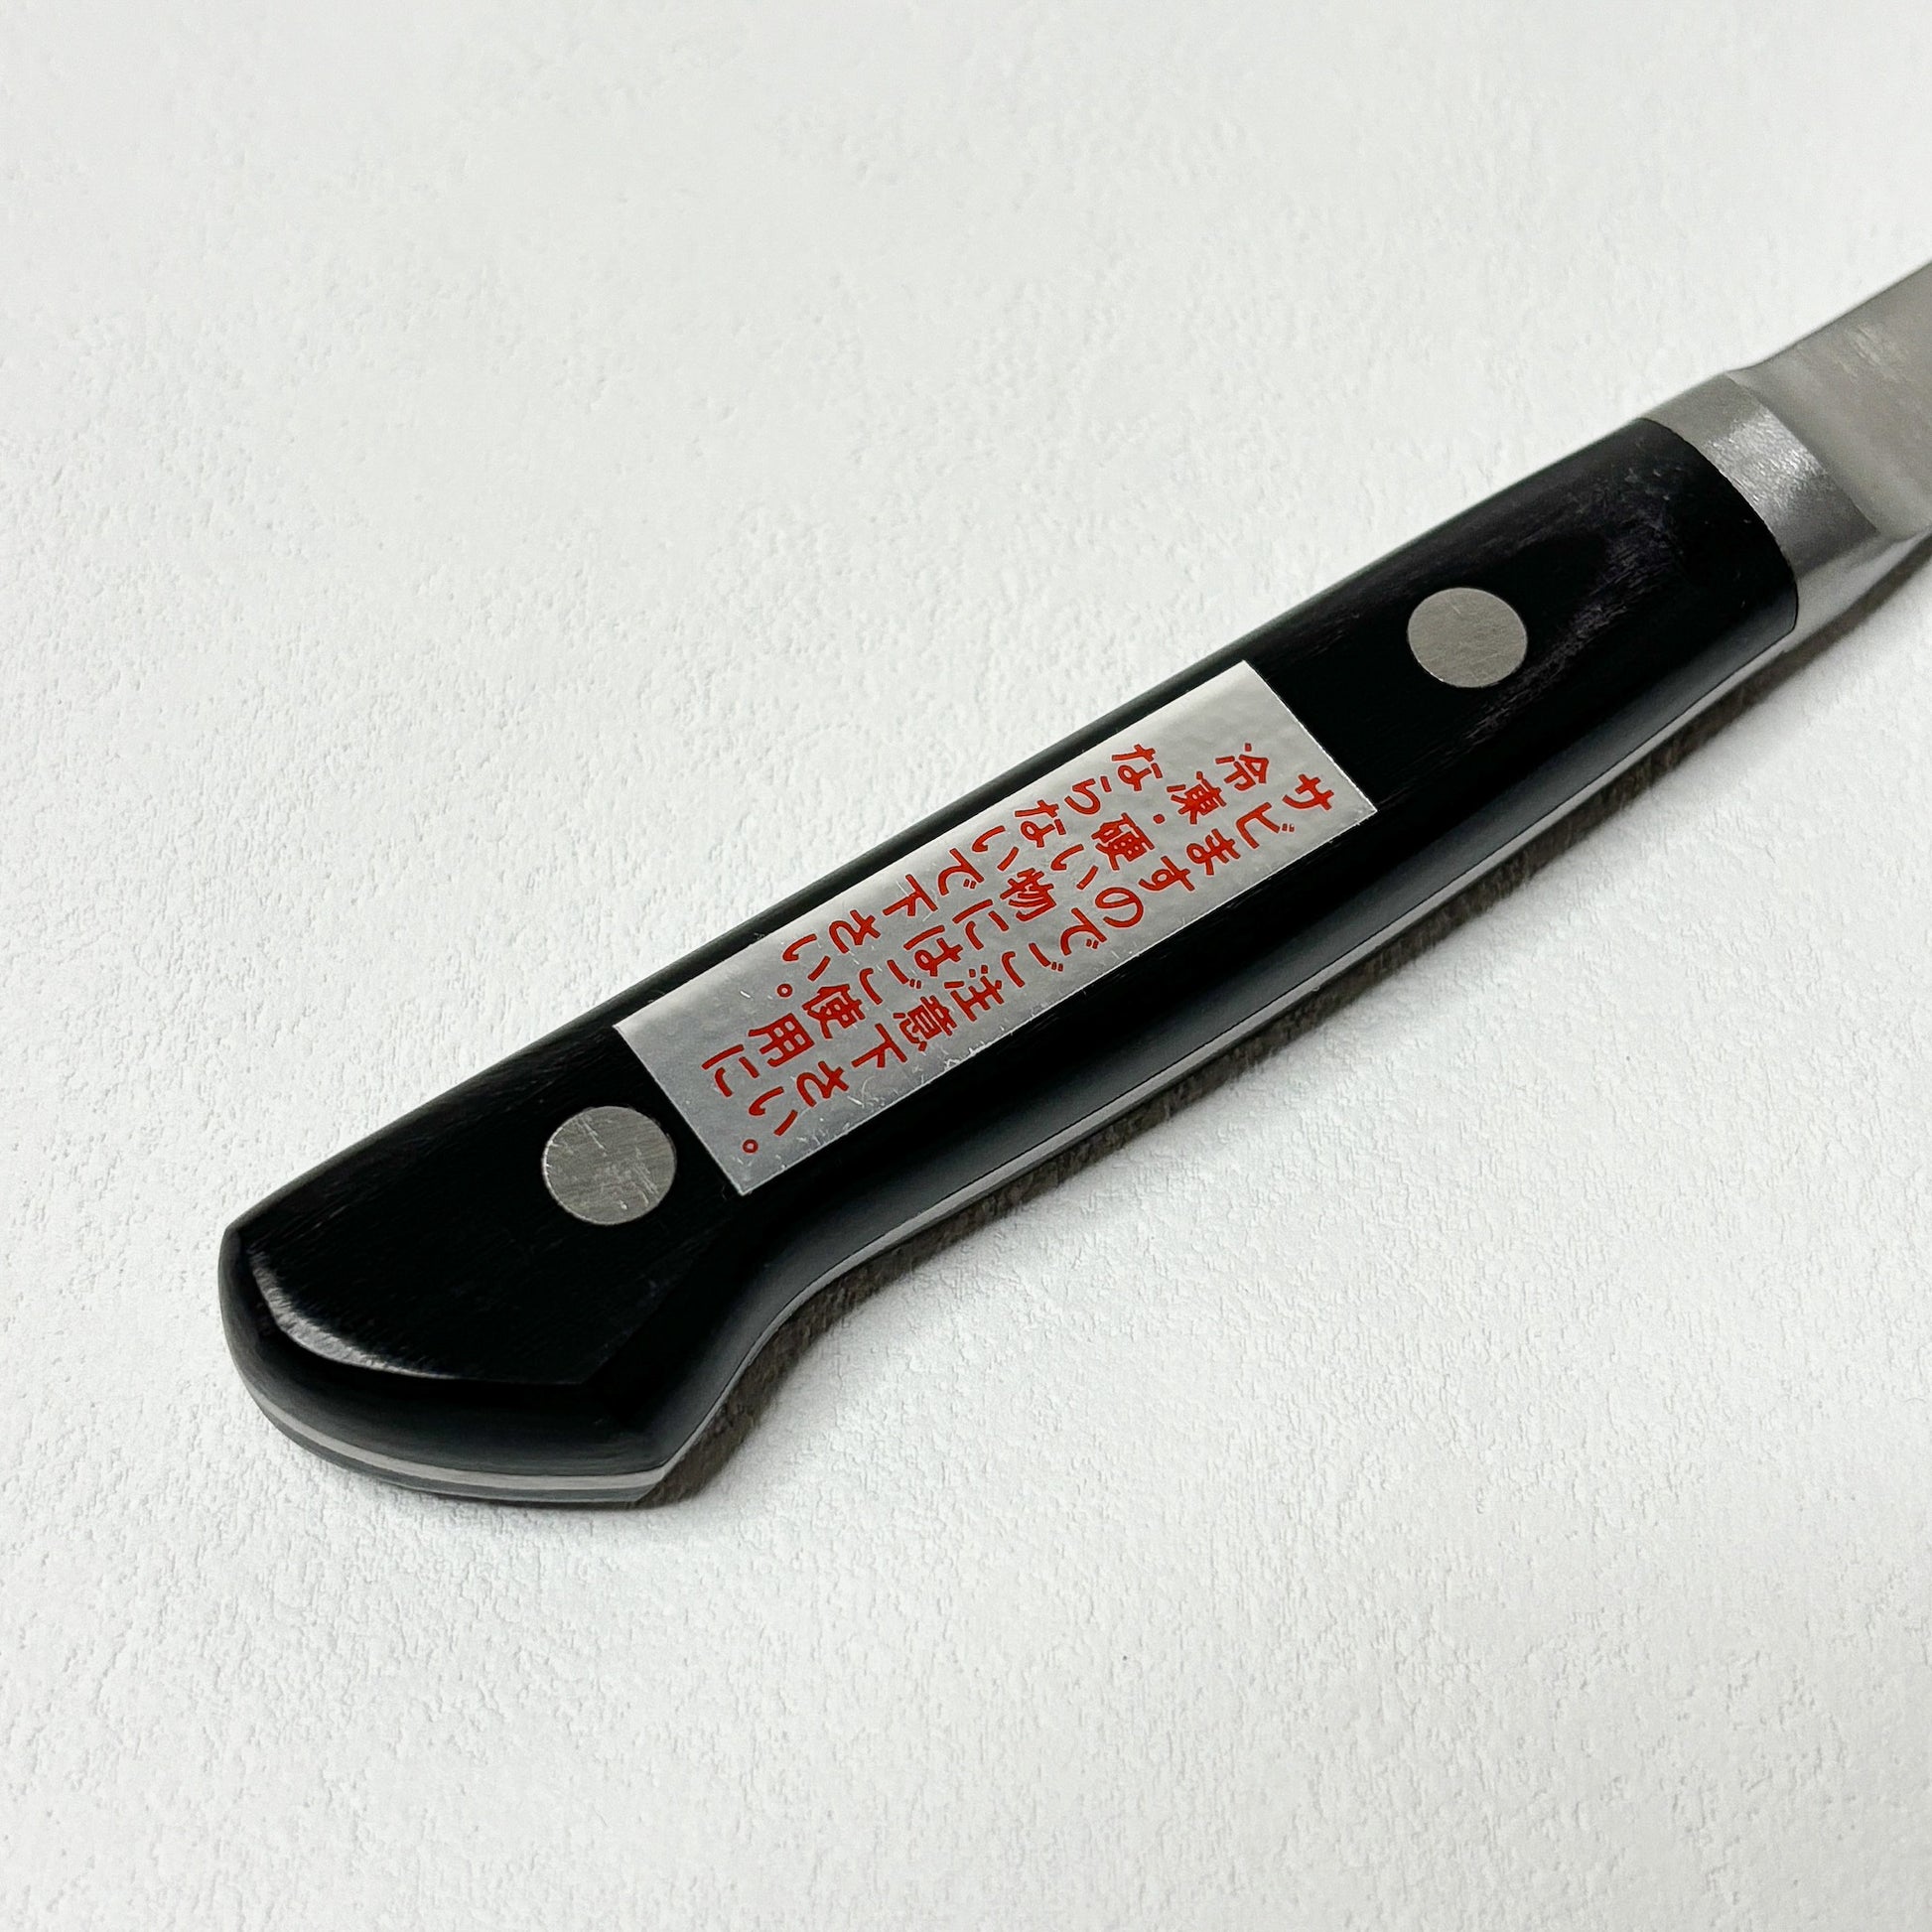 サビますのでご注意下さい。
冷凍・硬い物にはご使用に
ならないで下さい。